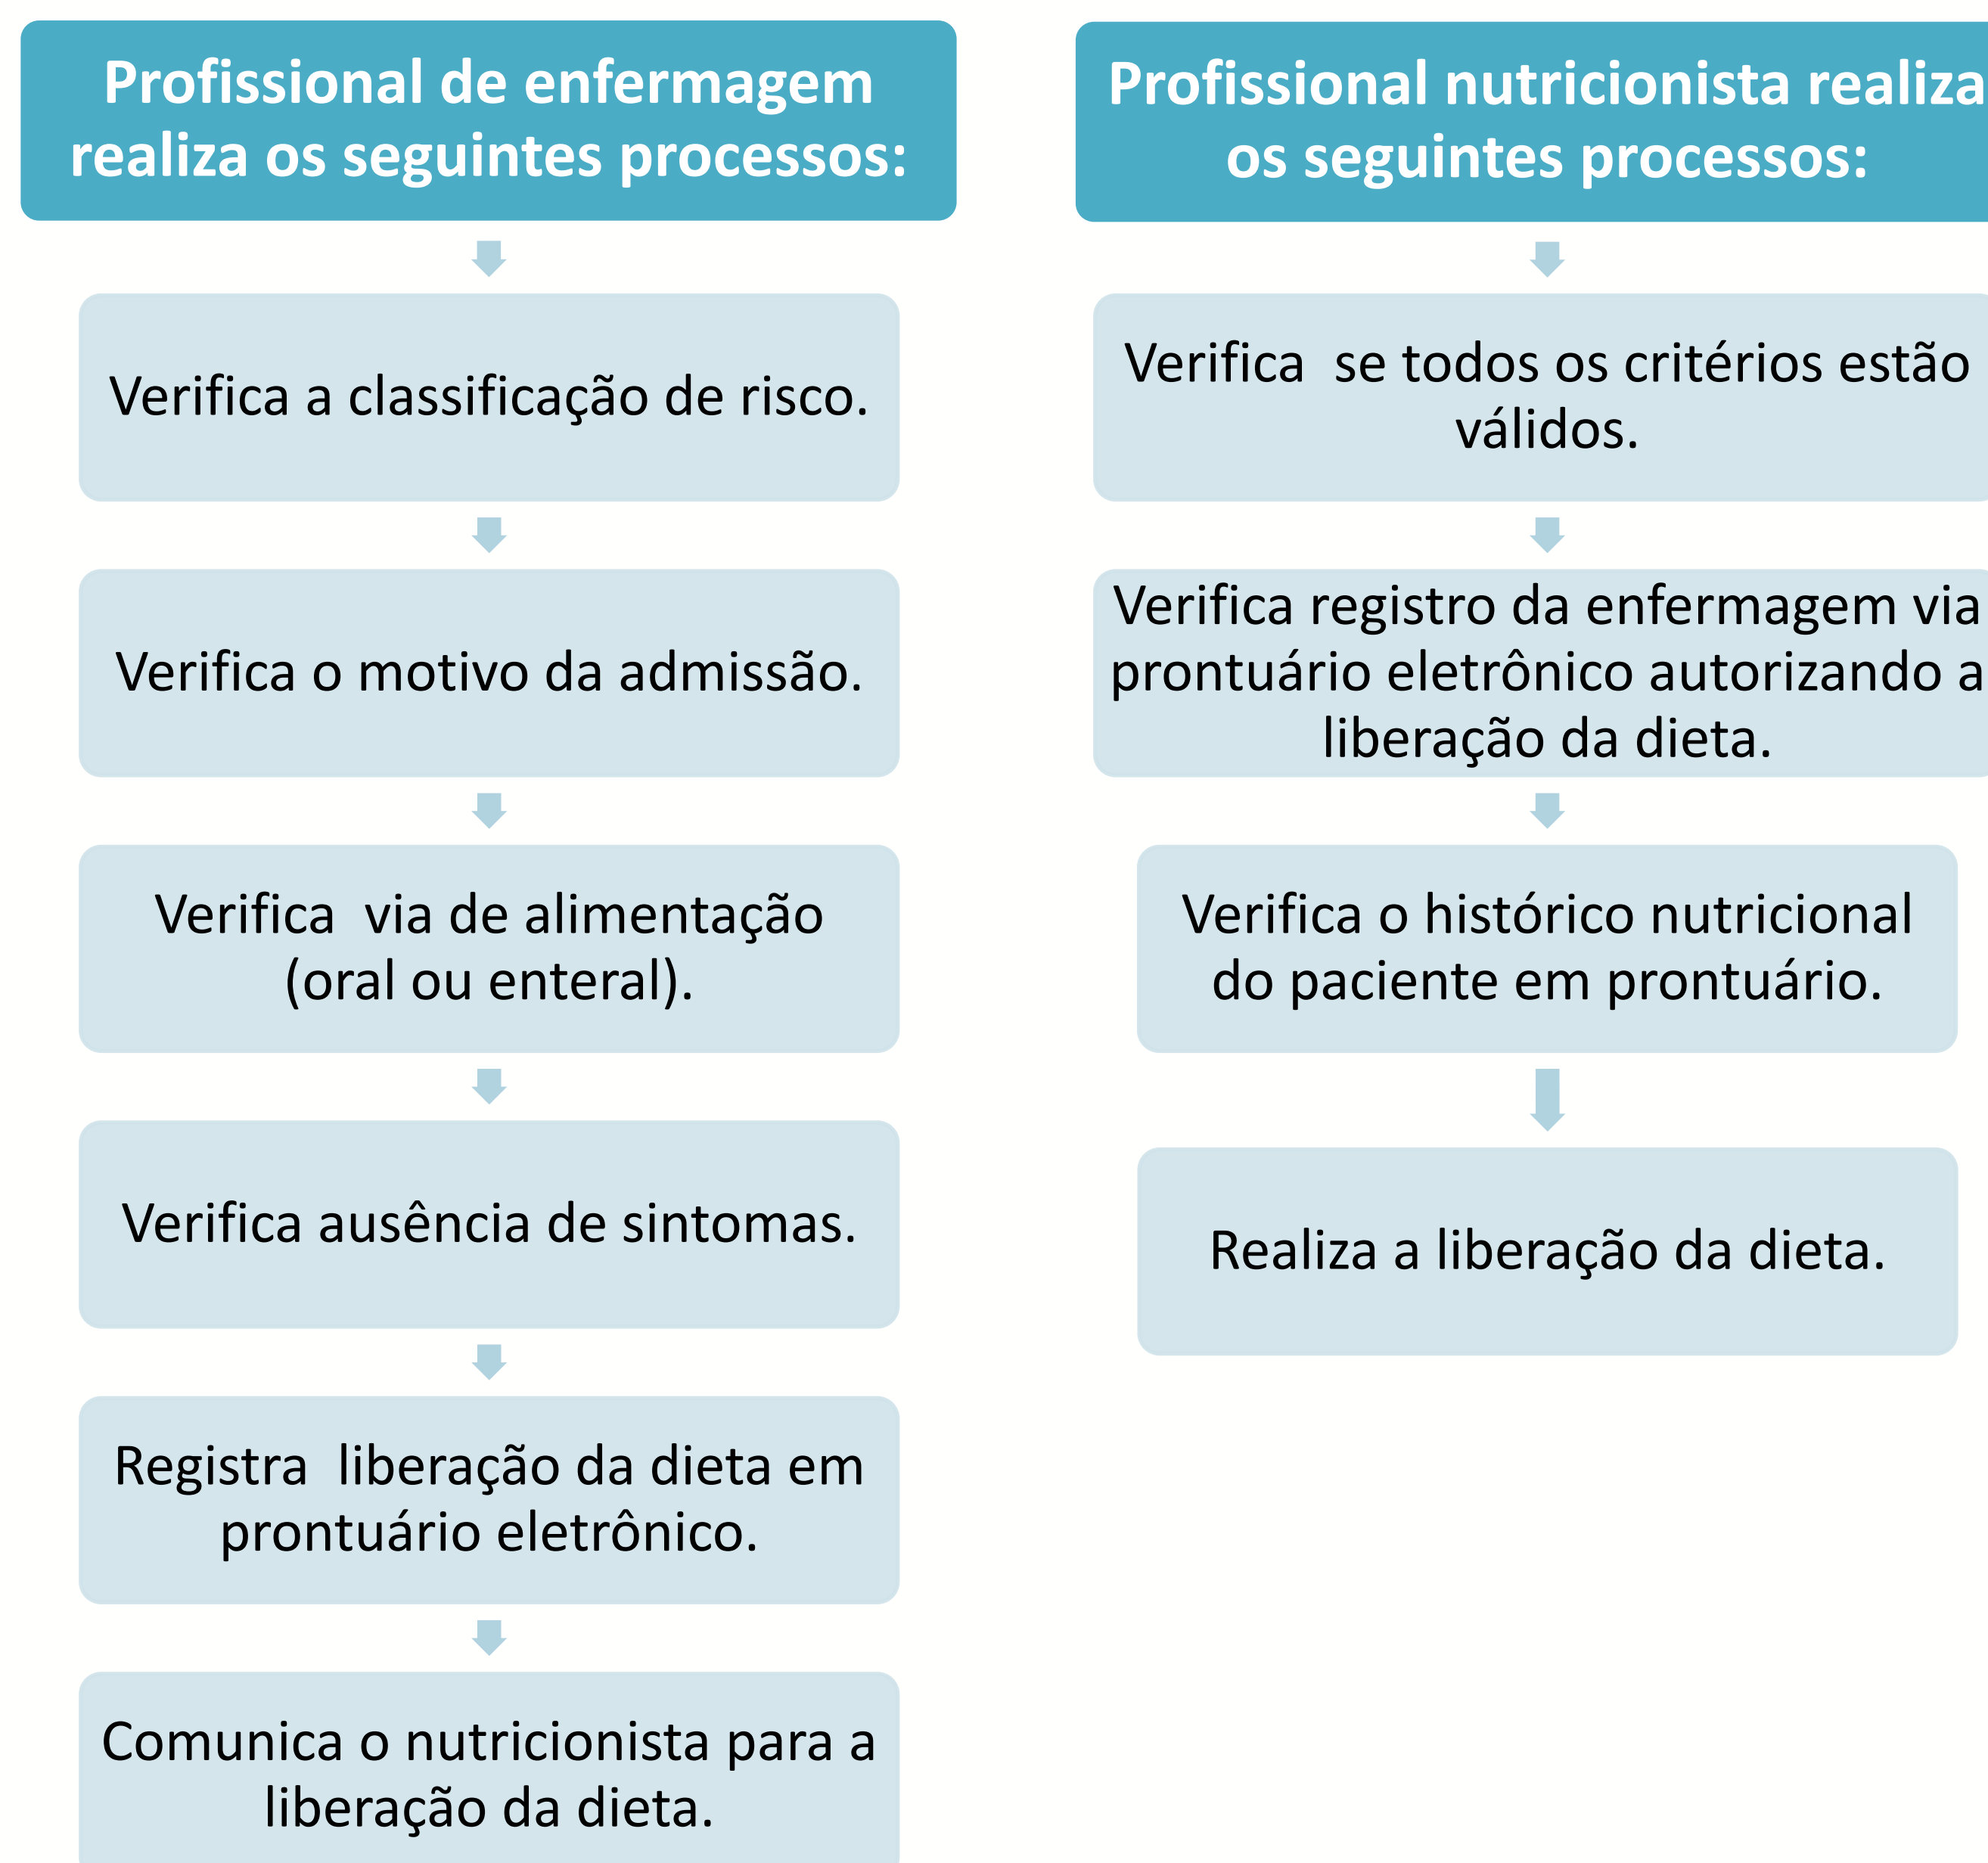 Profissional de enfermagem
realiza os seguintes processos:
Verifica a classificação de risco.
Verifica o motivo da admissão.
Verifica  via de alimentação
(oral ou enteral).
Verifica ausência de sintomas.
Registra  liberação da dieta em
prontuário eletrônico.
Comunica o nutricionista para a
liberação da dieta.
Profissional nutricionista realiza
os seguintes processos:
Verifica  se todos os critérios estão
válidos.
Verifica registro da enfermagem via
prontuário eletrônico autorizando a
liberação da dieta.
Verifica o histórico nutricional
do paciente em prontuário.
Realiza a liberação da dieta.